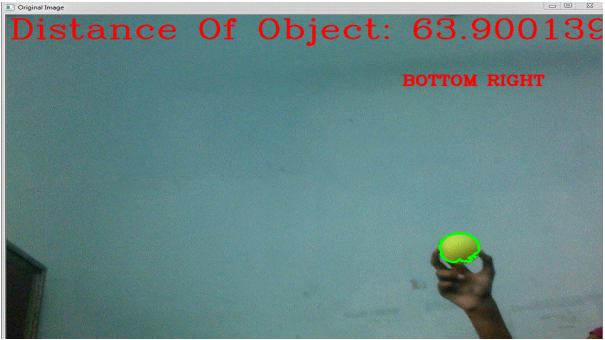 Original Image
Distance Of Object: 63.900139
BOTTOM RIGHT